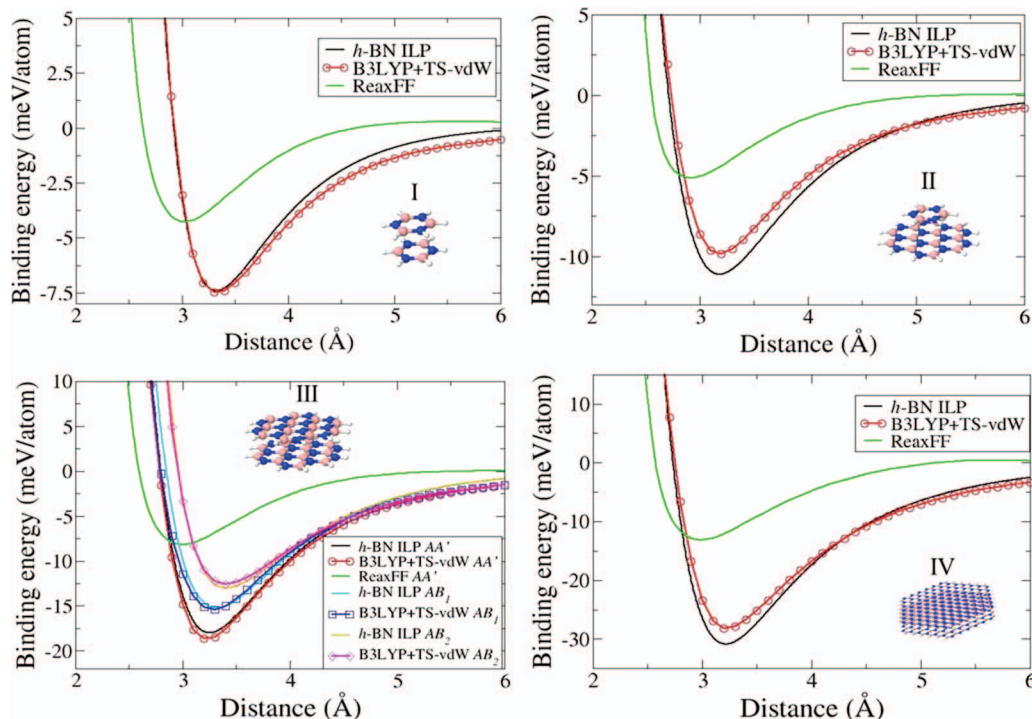 Binding energy (meV/atom)
5
2.5
0
-2.5
-5
-7.5
h-BN ILP
B3LYP+TS-vdW
ReaxFF
I
2
3
4
5
6
Distance (Å)
Binding energy (meV/atom)
5
0
-5
-10
h-BN ILP
B3LYP+TS-vdW
ReaxFF
II
2
3
4
5
6
Distance (Å)
Binding energy (meV/atom)
10
5
0
-5
-10
-15
-20
III
h-BN ILP AA'
B3LYP+TS-vdW AA'
ReaxFF AA'
h-BN ILP AB1
B3LYP+TS-vdW AB1
h-BN ILP AB2
B3LYP+TS-vdW AB2
2
3
4
5
6
Distance (Å)
Binding energy (meV/atom)
10
0
-10
-20
-30
h-BN ILP
B3LYP+TS-vdW
ReaxFF
IV
2
3
4
5
6
Distance (Å)